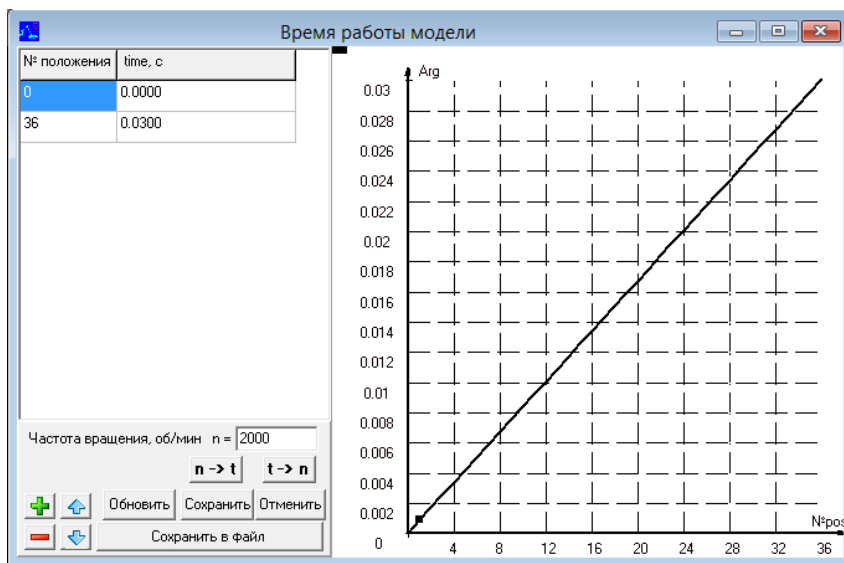 Время работы модели
№ положения time, c
0 0.0000
36 0.0300
Частота вращения, об/мин n = 2000
n -> t t -> n
Обновить Сохранить Отменить
Сохранить в файл
Arg
0.03
0.028
0.026
0.024
0.022
0.02
0.018
0.016
0.014
0.012
0.01
0.008
0.006
0.004
0.002
0
N²pos
4 8 12 16 20 24 28 32 36